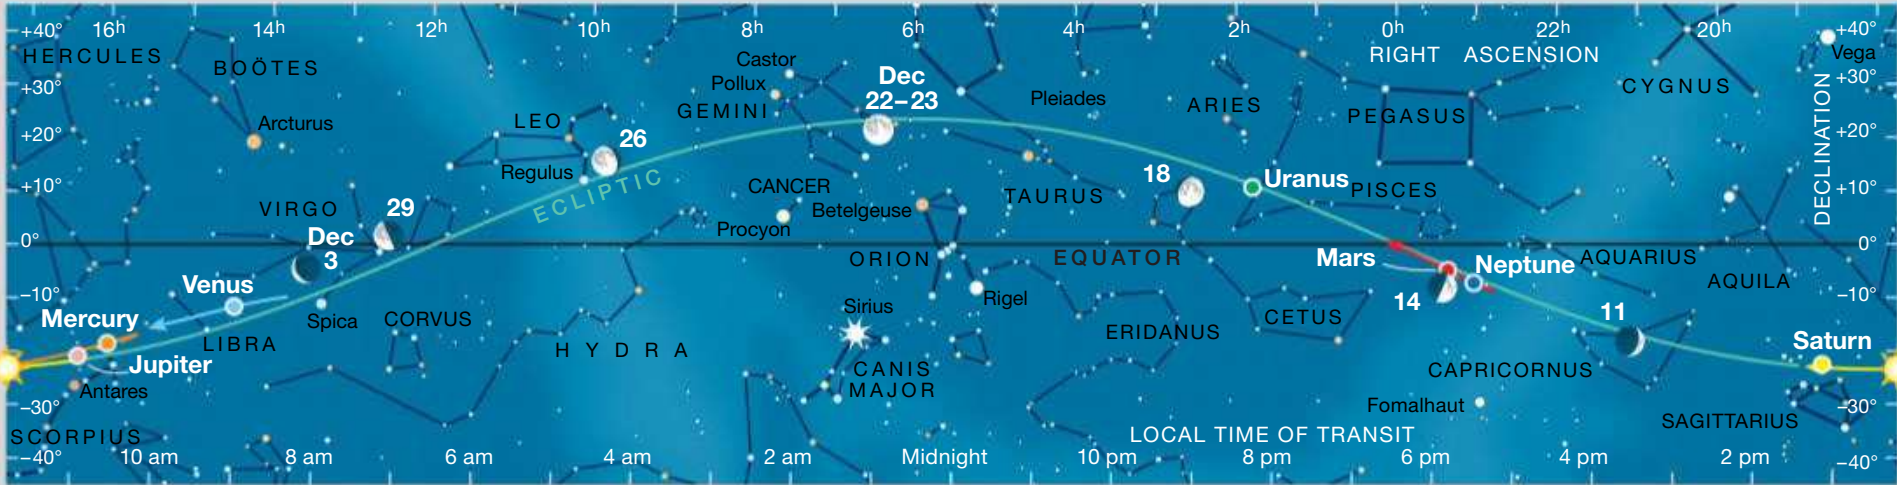 16h 14h 12h 10h 8h 6h 4h 2h 0h 22h 20h
+40° +40°
RIGHT ASCENSION
HERCULES
BOÖTES
Castor
Vega
Pollux
Dec
22–23
+30° +30°
GEMINI
Pleiades
ARIES
PEGASUS
CYGNUS
LEO
Arcturus
26
+20° +20°
DECLINATION
Regulus
ECLIPTIC
CANCER
Betelgeuse
TAURUS
18
Uranus
PISCES
+10° +10°
VIRGO
29
Procyon
Dec
3
0° 0°
ORION
EQUATOR
Mars
Neptune
AQUARIUS
AQUILA
Venus
–10° –10°
Mercury
LIBRA
Spica
CORVUS
HYDRA
Sirius
Rigel
ERIDANUS
CETUS
14
11
Saturn
Jupiter
Antares
CANIS
MAJOR
CAPRICORNUS
Fomalhaut
SAGITTARIUS
–30° –30°
SCORPIUS
LOCAL TIME OF TRANSIT
–40° –40°
10 am 8 am 6 am 4 am 2 am Midnight 10 pm 8 pm 6 pm 4 pm 2 pm